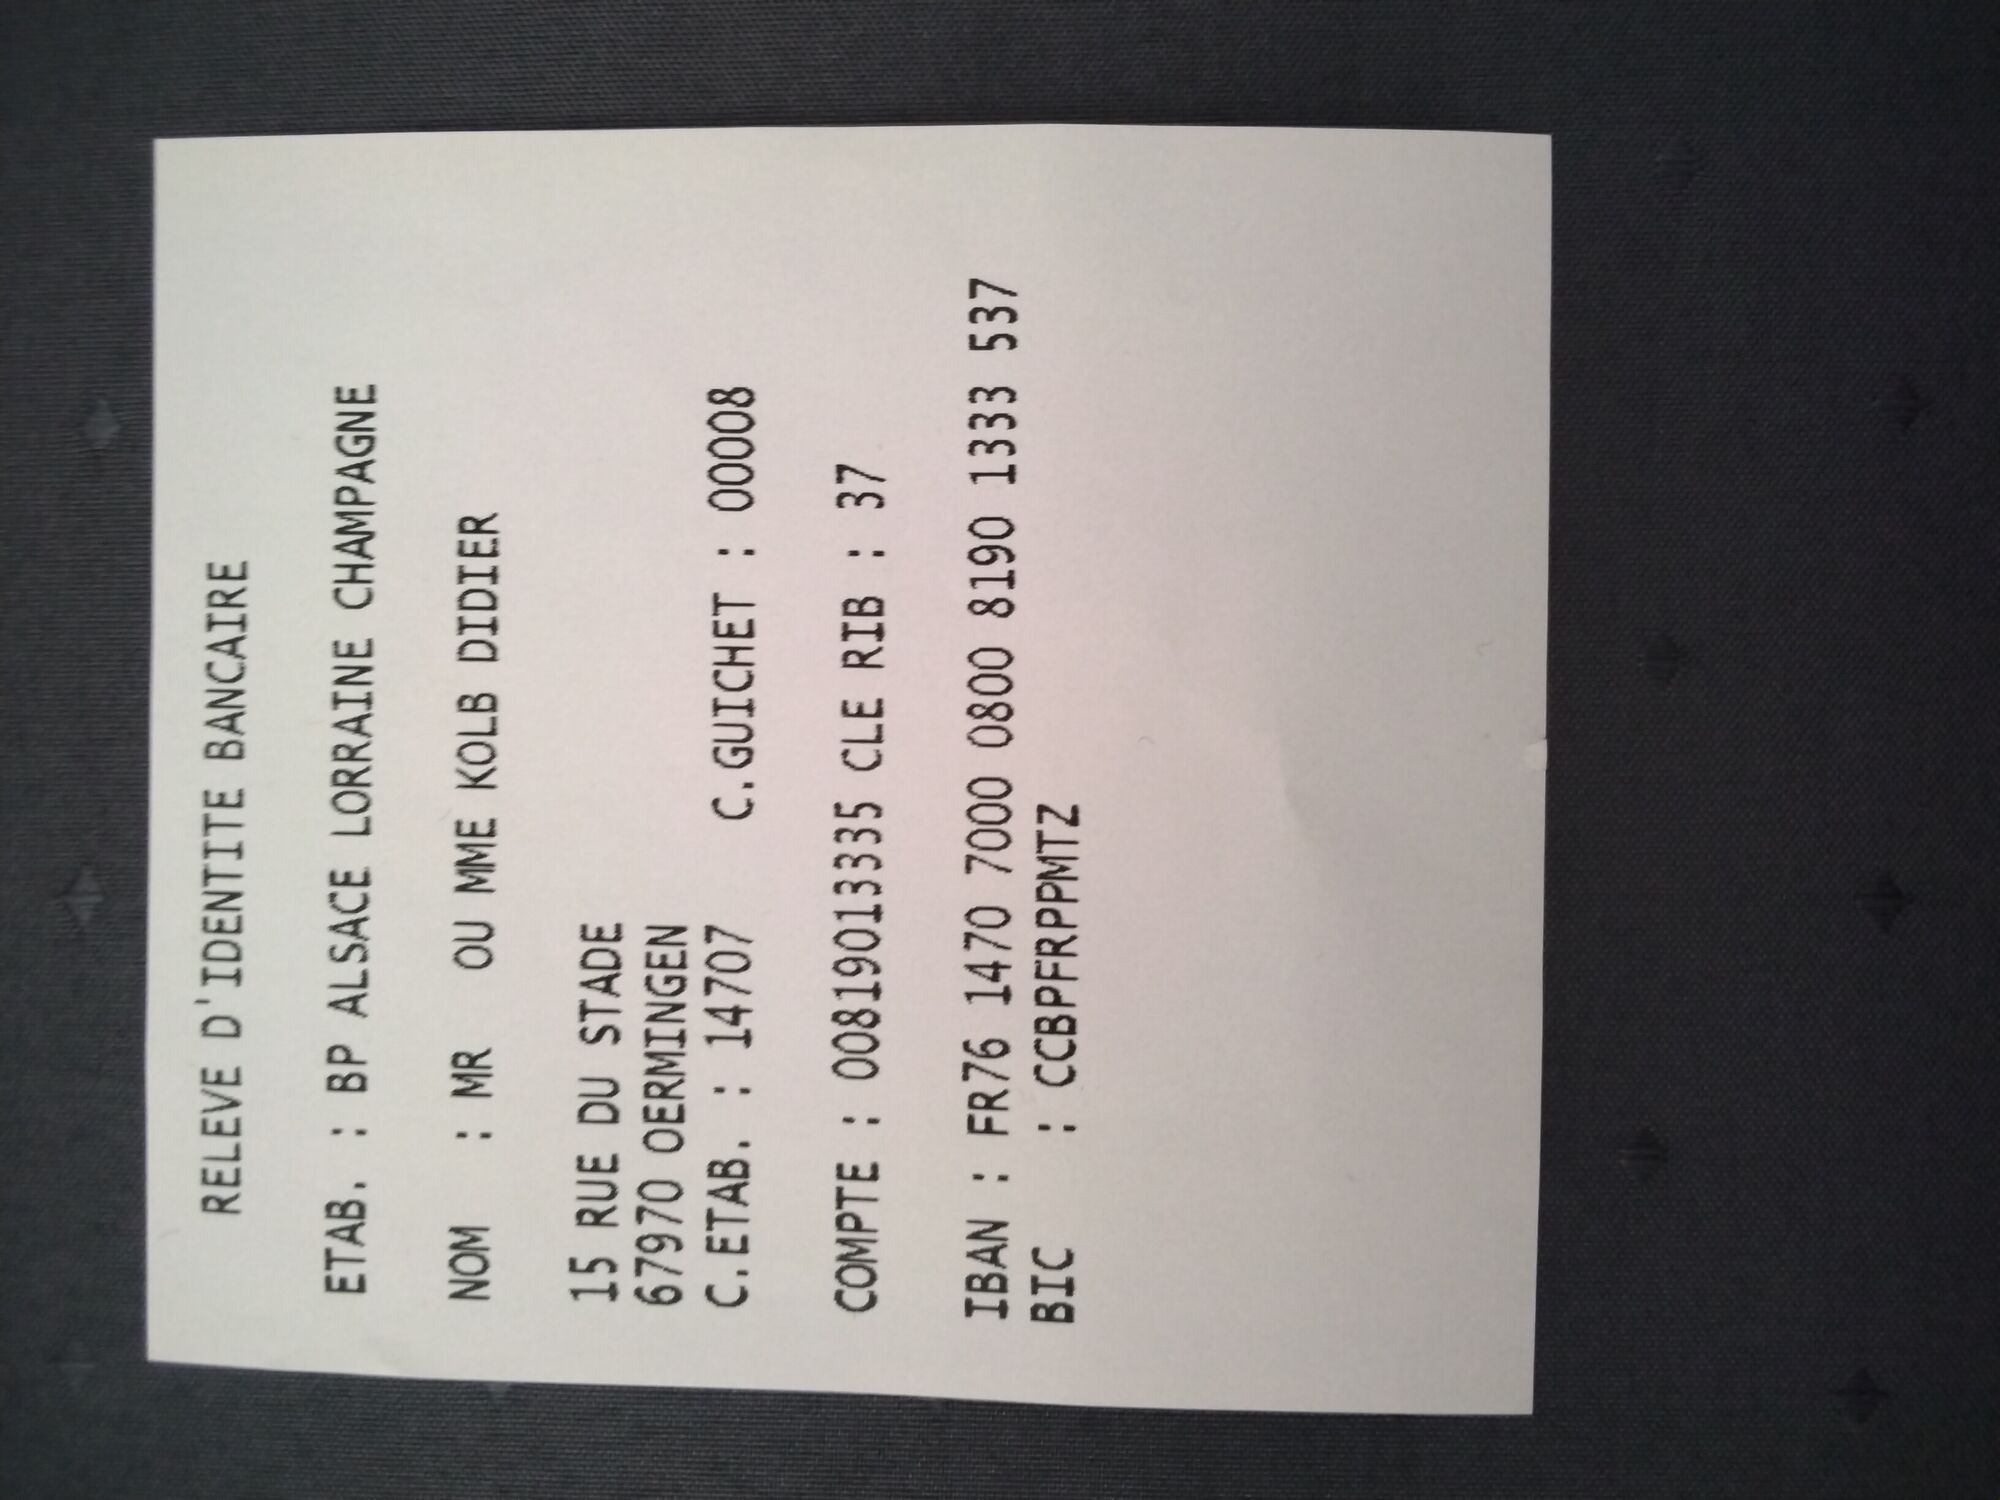 RELEVE D'IDENTITE BANCAIRE
ETAB. : BP ALSACE LORRAINE CHAMPAGNE
NOM : MR OU MME KOLB DIDIER
15 RUE DU STADE
67970 OERMINGEN
C.ETAB. : 14707 C.GUICHET : 00008
COMPTE : 00819013335 CLE RIB : 37
IBAN : FR76 1470 7000 0800 8190 1333 537
BIC : CCBPFRPPMTZ